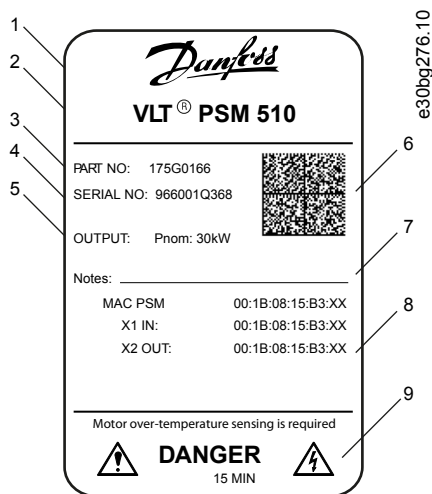 e30bg276.10
1
2
3
4
5
6
7
8
9
Danfoss
VLT ® PSM 510
PART NO: 175G0166
SERIAL NO: 966001Q368
OUTPUT: Pnom: 30kW
Notes:
MAC PSM 00:1B:08:15:B3:XX
X1 IN: 00:1B:08:15:B3:XX
X2 OUT: 00:1B:08:15:B3:XX
Motor over-temperature sensing is required
DANGER
15 MIN